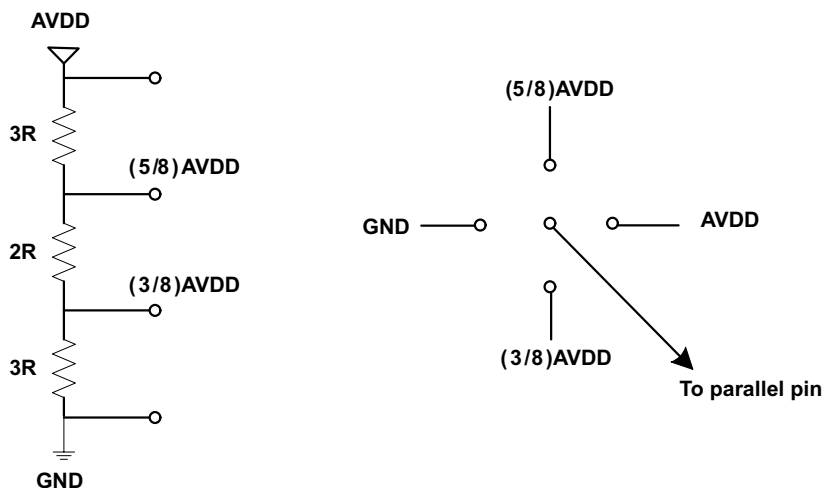 AVDD
3R
(5/8)AVDD
2R
(3/8)AVDD
3R
GND
(5/8)AVDD
GND
AVDD
(3/8)AVDD
To parallel pin